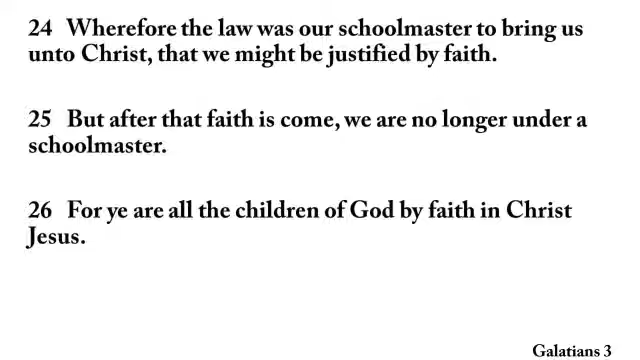 24 Wherefore the law was our schoolmaster to bring us
unto Christ, that we might be justified by faith.
25 But after that faith is come, we are no longer under a
schoolmaster.
26 For ye are all the children of God by faith in Christ
Jesus.
Galatians 3